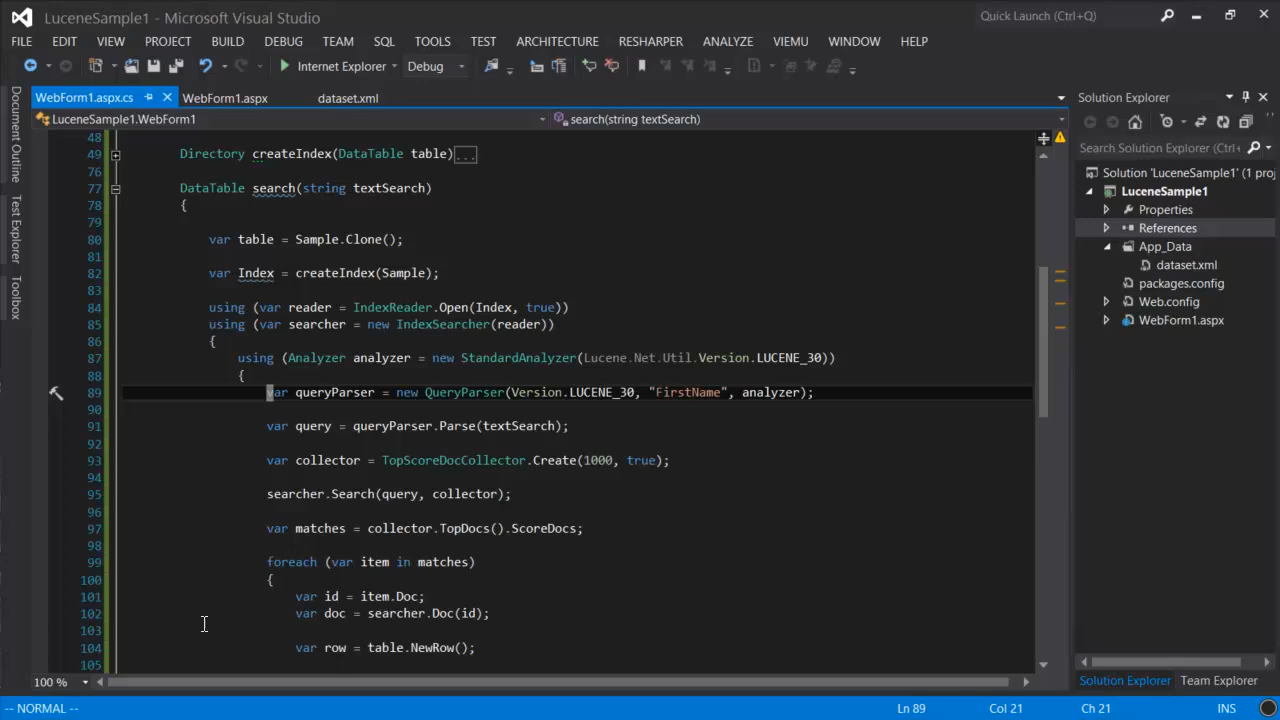 LuceneSample1 - Microsoft Visual Studio
Quick Launch (Ctrl+Q)
FILE EDIT VIEW PROJECT BUILD DEBUG TEAM SQL TOOLS TEST ARCHITECTURE RESHARPER ANALYZE VIEMU WINDOW HELP
Internet Explorer Debug
WebForm1.aspx.cs WebForm1.aspx dataset.xml
LuceneSample1.WebForm1 search(string textSearch)
Document Outline
Test Explorer
Toolbox
48
49 Directory createIndex(DataTable table)...
76
77 DataTable search(string textSearch)
78 {
79
80 var table = Sample.Clone();
81
82 var Index = createIndex(Sample);
83
84 using (var reader = IndexReader.Open(Index, true))
85 using (var searcher = new IndexSearcher(reader))
86 {
87 using (Analyzer analyzer = new StandardAnalyzer(Lucene.Net.Util.Version.LUCENE_30))
88 {
89 var queryParser = new QueryParser(Version.LUCENE_30, "FirstName", analyzer);
90
91 var query = queryParser.Parse(textSearch);
92
93 var collector = TopScoreDocCollector.Create(1000, true);
94
95 searcher.Search(query, collector);
96
97 var matches = collector.TopDocs().ScoreDocs;
98
99 foreach (var item in matches)
100 {
101 var id = item.Doc;
102 var doc = searcher.Doc(id);
103
104 var row = table.NewRow();
105
100 %
Solution Explorer
Search Solution Explorer (Ctrl+
Solution 'LuceneSample1' (1 proj
LuceneSample1
Properties
References
App_Data
dataset.xml
packages.config
Web.config
WebForm1.aspx
Solution Explorer Team Explorer
-- NORMAL -- Ln 89 Col 21 Ch 21 INS